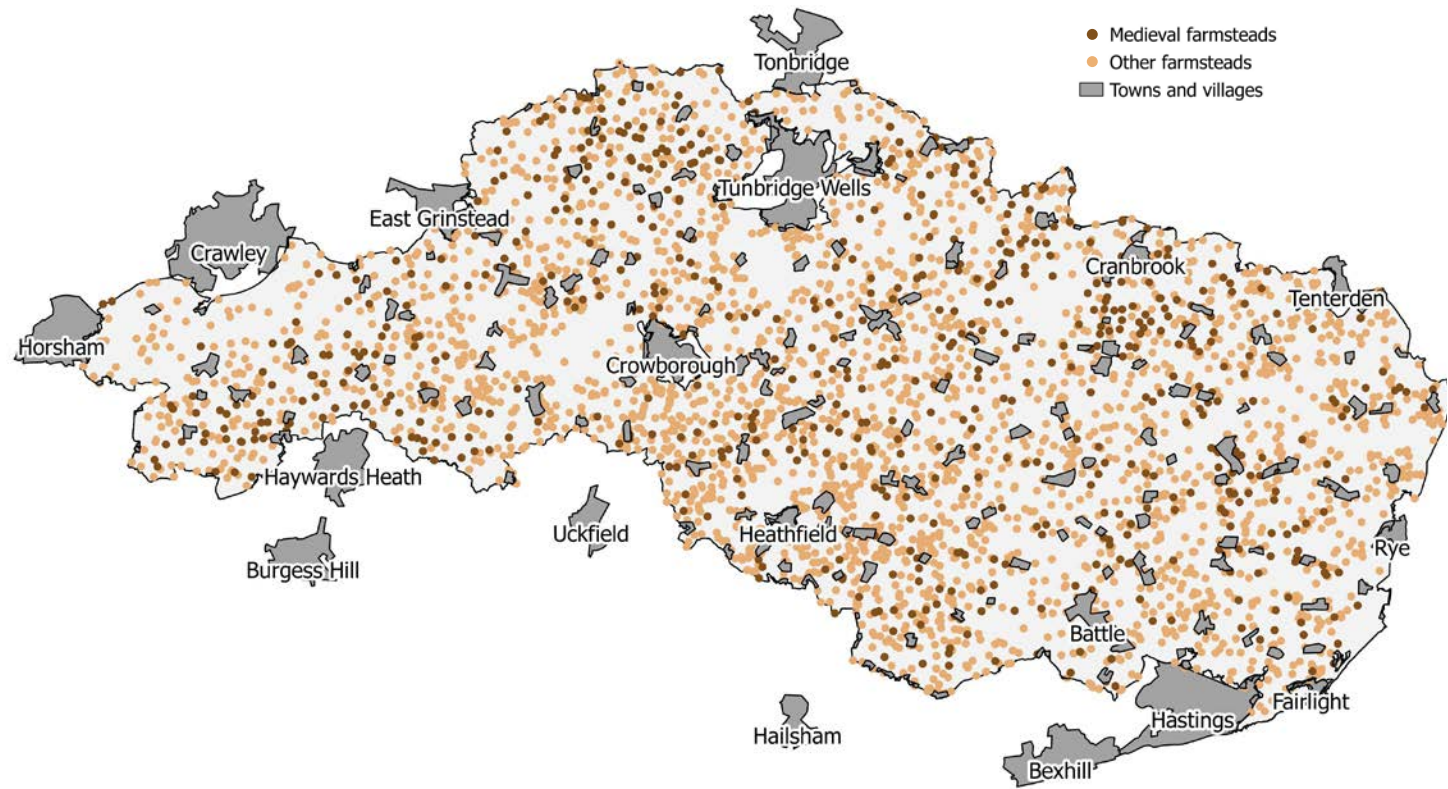 Medieval farmsteads
Other farmsteads
Towns and villages
Tonbridge
Tunbridge Wells
East Grinstead
Crawley
Cranbrook
Tenterden
Horsham
Crowborough
Haywards Heath
Uckfield
Heathfield
Rye
Burgess Hill
Battle
Fairlight
Hastings
Hailsham
Bexhill